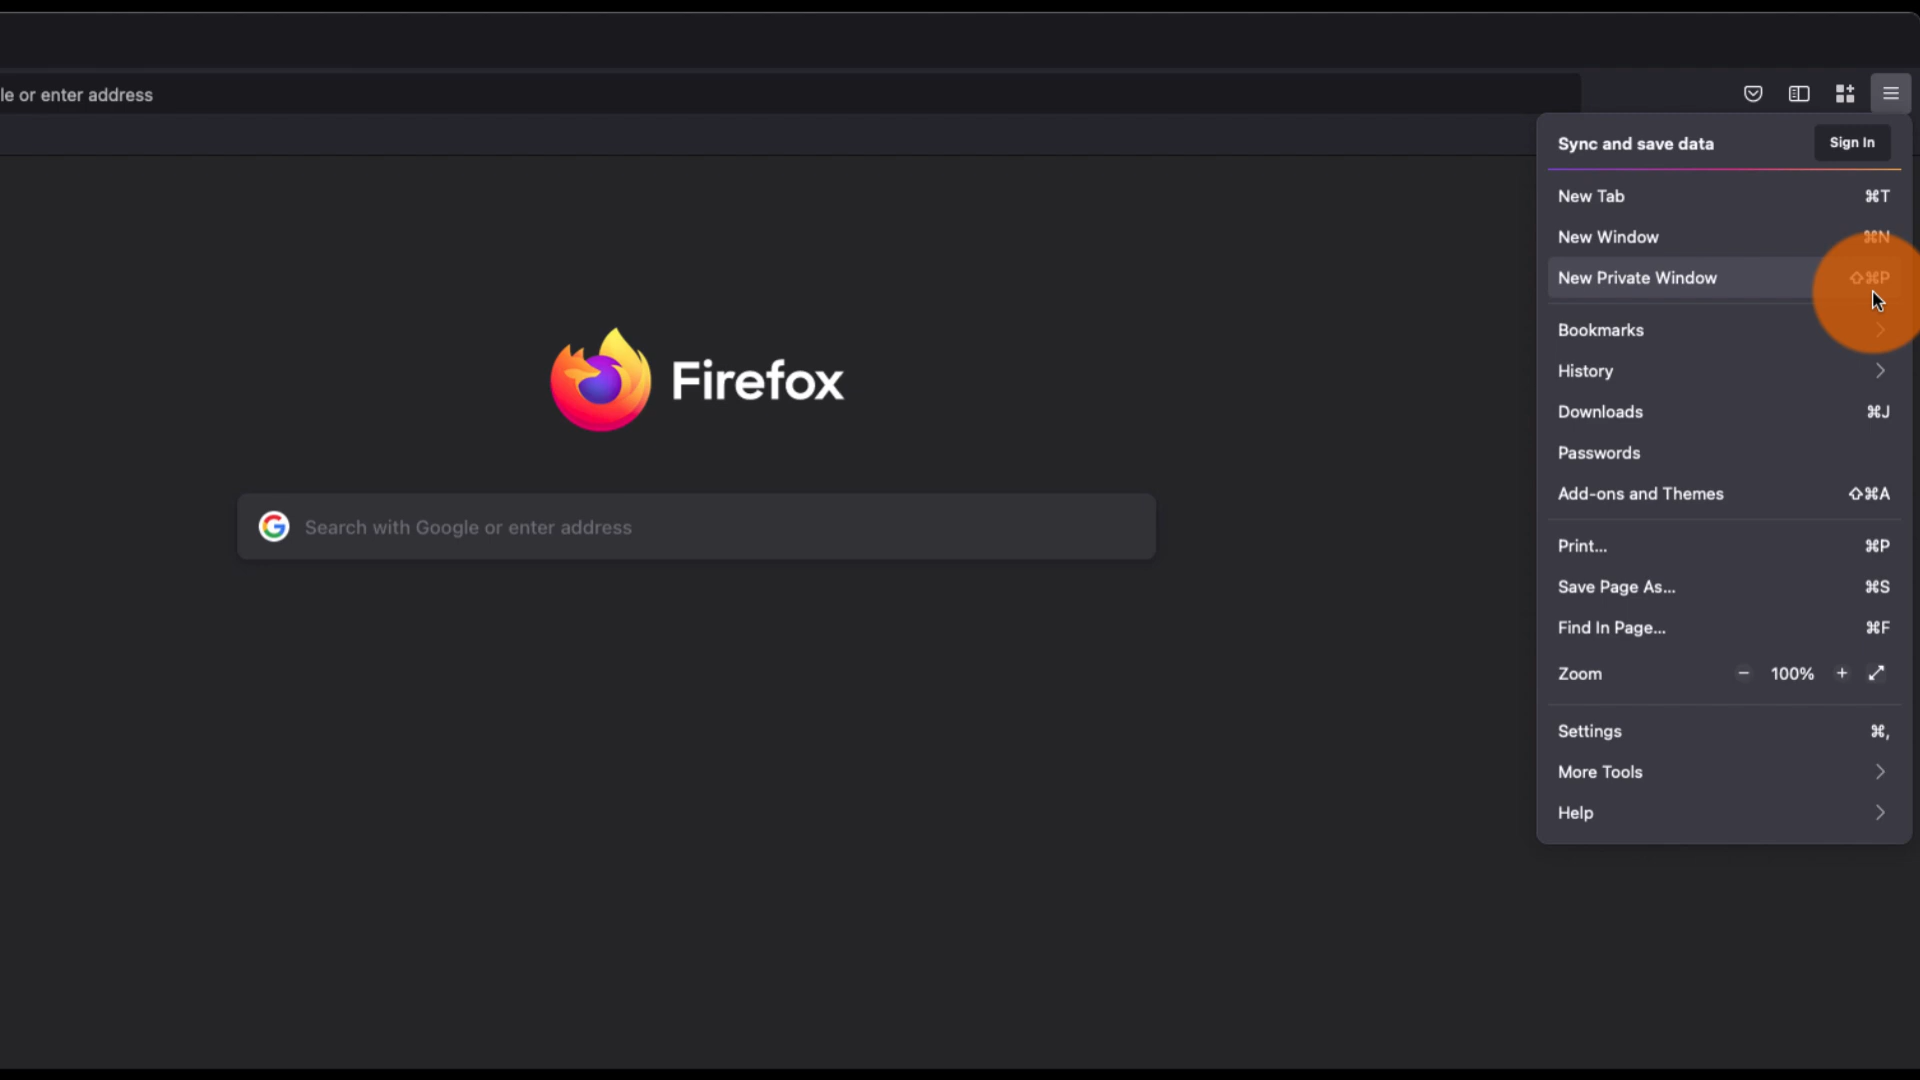 le or enter address
Sync and save data Sign In
New Tab ⌘T
New Window ⌘N
New Private Window ⇧⌘P
Bookmarks
History
Downloads ⌘J
Passwords
Add-ons and Themes ⇧⌘A
Print... ⌘P
Save Page As... ⌘S
Find In Page... ⌘F
Zoom − 100% +
Settings ⌘,
More Tools
Help
Firefox
Search with Google or enter address